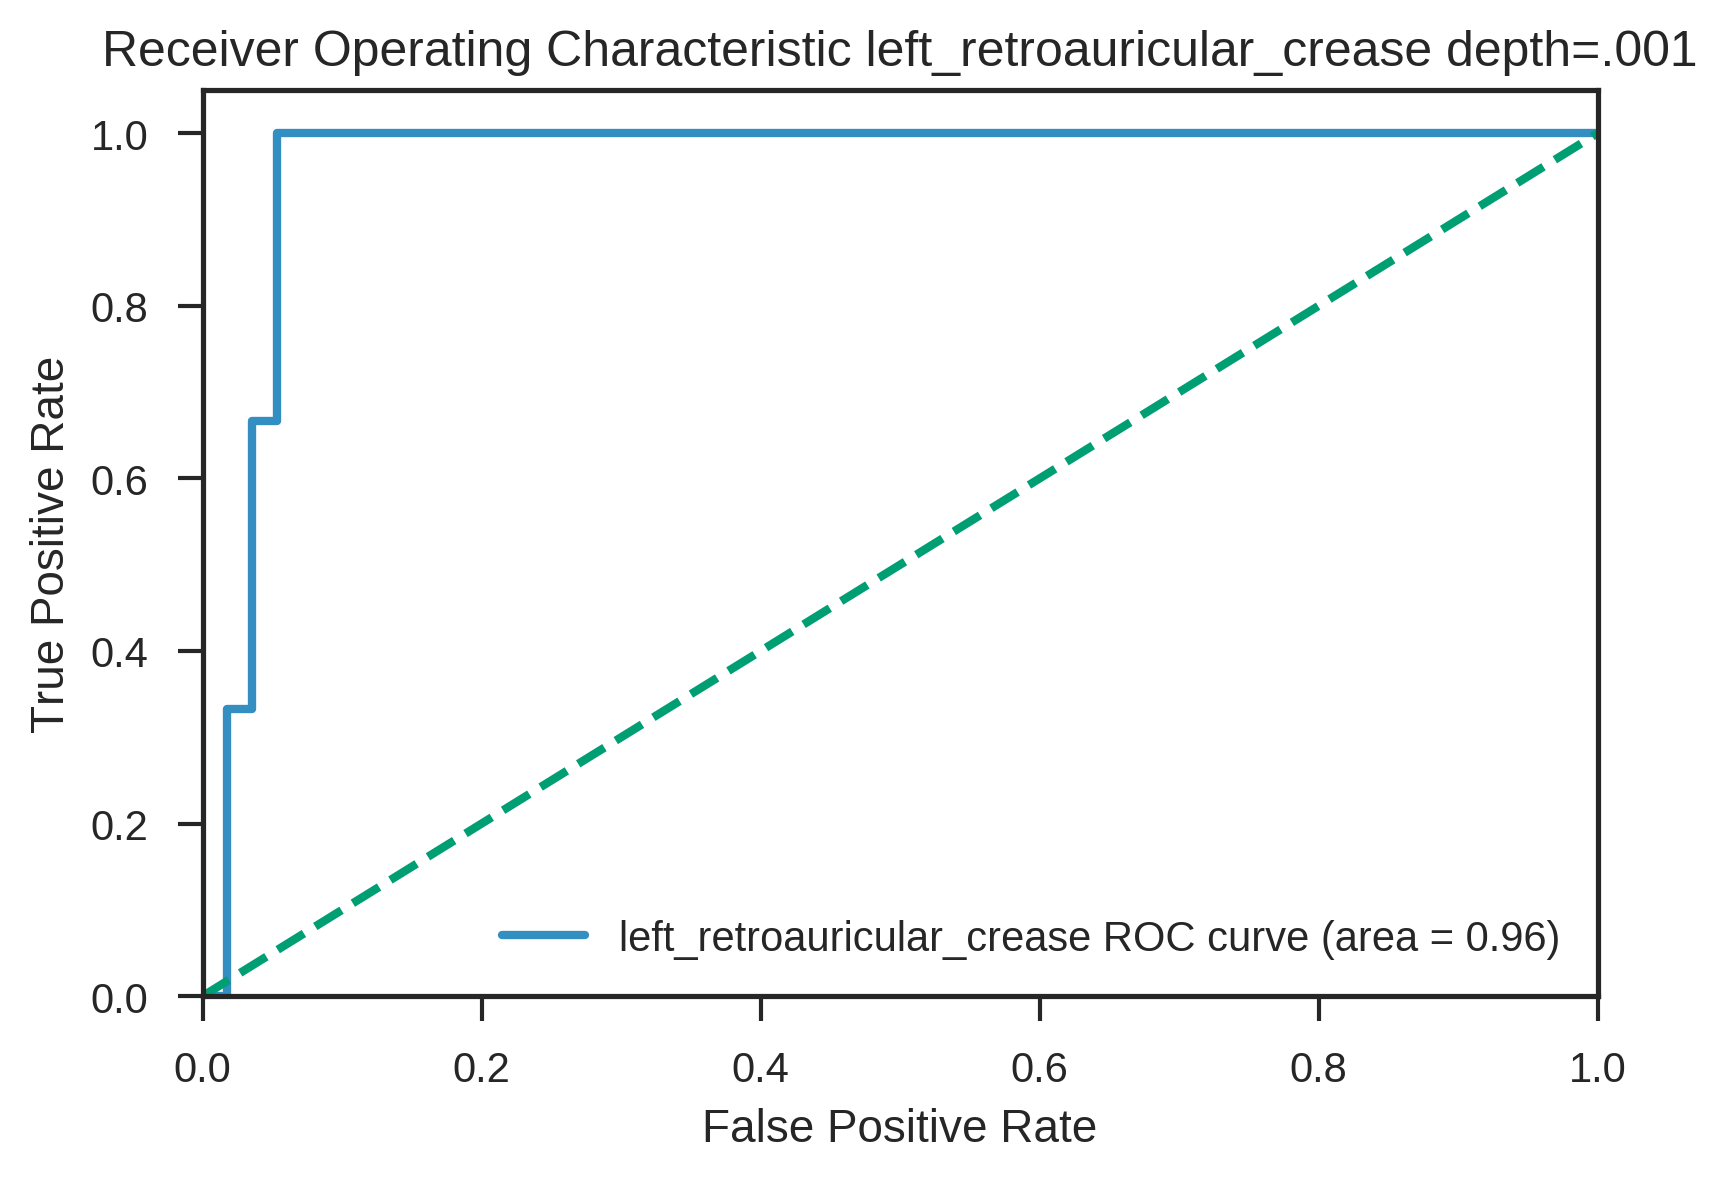 Receiver Operating Characteristic left_retroauricular_crease depth=.001
True Positive Rate
1.0
0.8
0.6
0.4
0.2
0.0
left_retroauricular_crease ROC curve (area = 0.96)
0.0 0.2 0.4 0.6 0.8 1.0
False Positive Rate